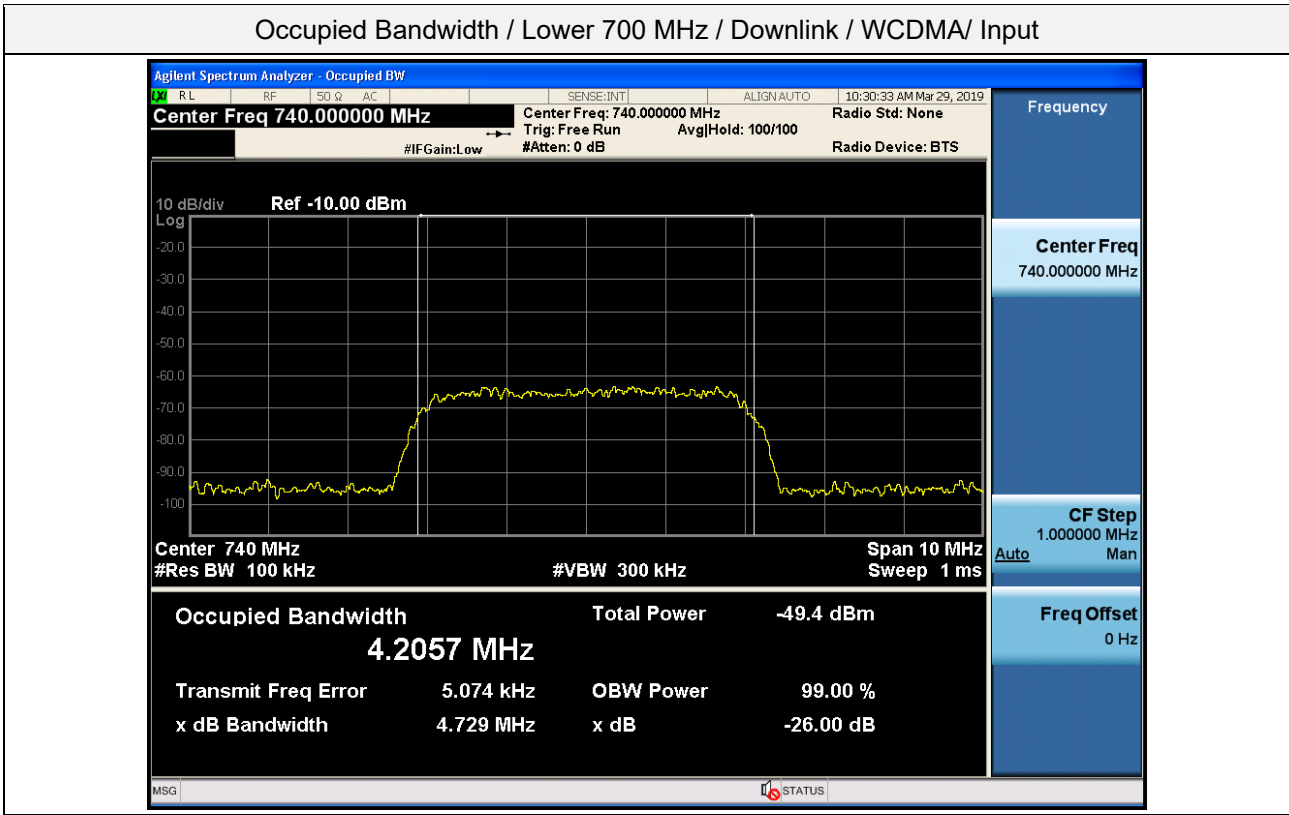 Occupied Bandwidth / Lower 700 MHz / Downlink / WCDMA/ Input
Agilent Spectrum Analyzer - Occupied BW
LXI RL RF 50 Ω AC SENSE:INT ALIGN AUTO 10:30:33 AM Mar 29, 2019
Center Freq 740.000000 MHz
Center Freq: 740.000000 MHz Radio Std: None
Trig: Free Run Avg|Hold: 100/100
#IFGain:Low #Atten: 0 dB Radio Device: BTS
Frequency
10 dB/div Ref -10.00 dBm
Log
-20.0
-30.0
-40.0
-50.0
-60.0
-70.0
-80.0
-90.0
-100
Center 740 MHz Span 10 MHz
#Res BW 100 kHz #VBW 300 kHz Sweep 1 ms
Center Freq
740.000000 MHz
CF Step
1.000000 MHz
Auto Man
Freq Offset
0 Hz
Occupied Bandwidth Total Power -49.4 dBm
4.2057 MHz
Transmit Freq Error 5.074 kHz OBW Power 99.00 %
x dB Bandwidth 4.729 MHz x dB -26.00 dB
MSG STATUS